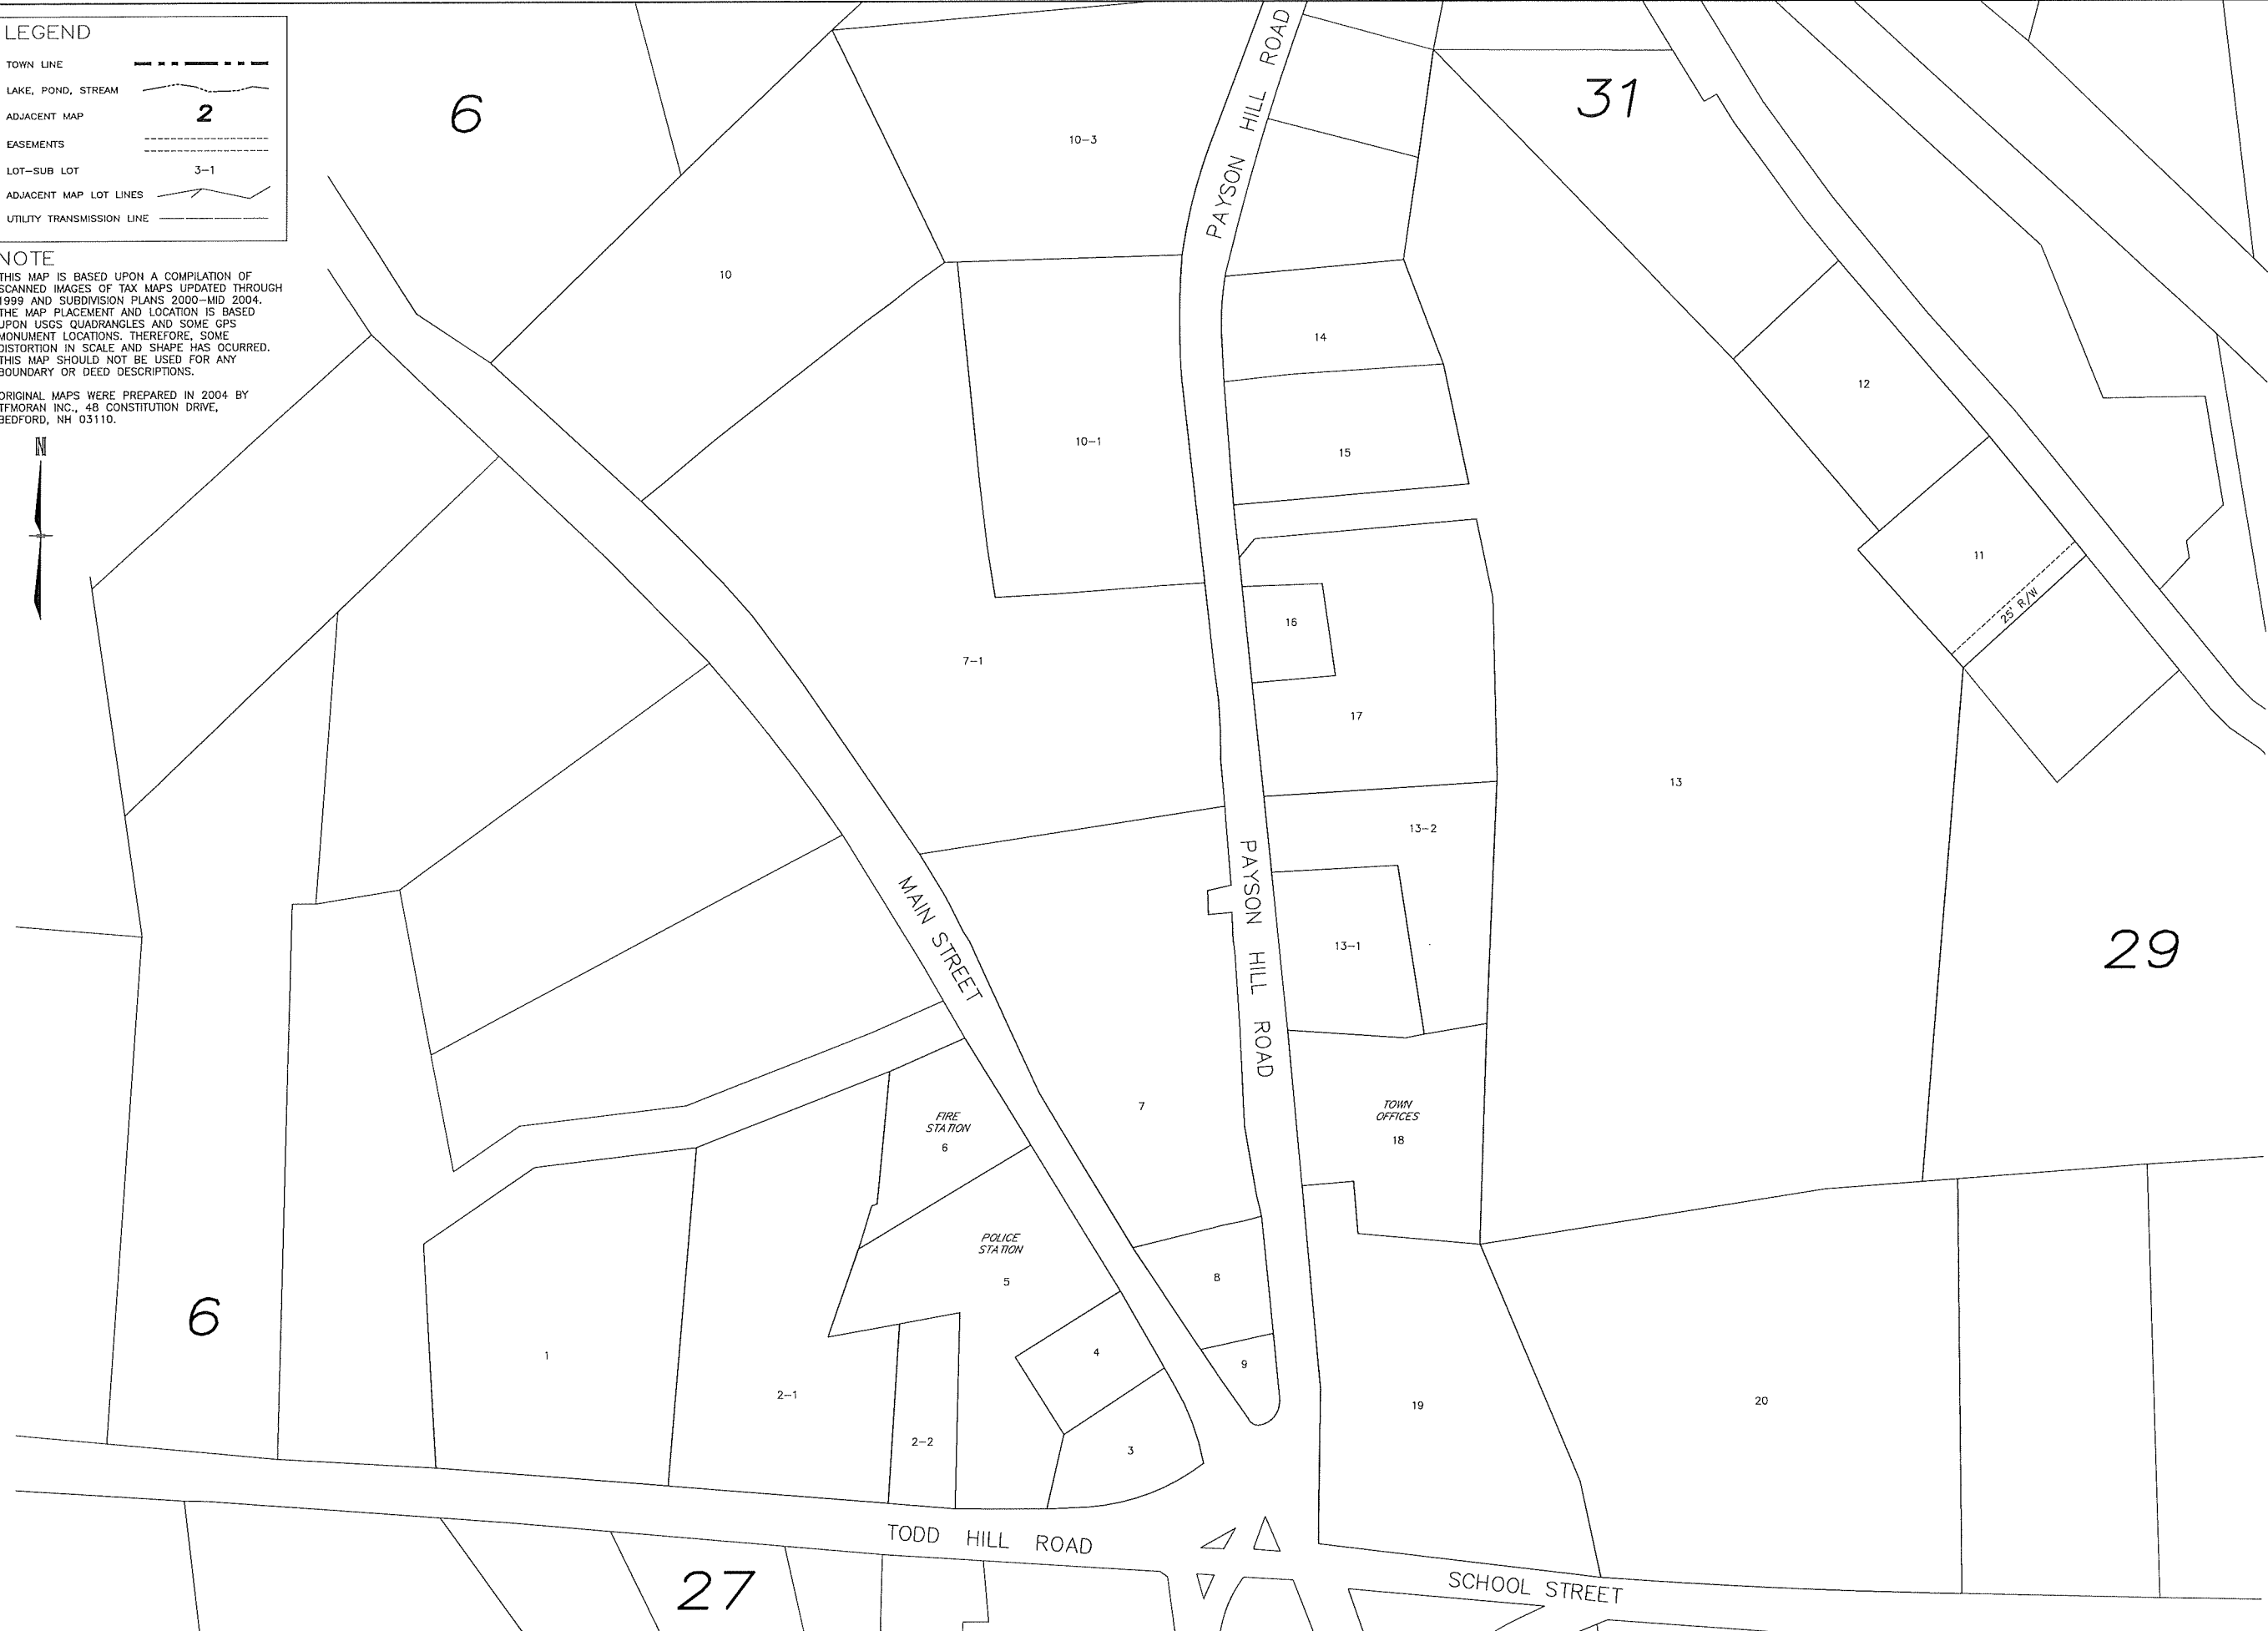 LEGEND
TOWN LINE
LAKE, POND, STREAM
ADJACENT MAP 2
EASEMENTS
LOT-SUB LOT 3-1
ADJACENT MAP LOT LINES
UTILITY TRANSMISSION LINE
NOTE
THIS MAP IS BASED UPON A COMPILATION OF
SCANNED IMAGES OF TAX MAPS UPDATED THROUGH
1999 AND SUBDIVISION PLANS 2000-MID 2004.
THE MAP PLACEMENT AND LOCATION IS BASED
UPON USGS QUADRANGLES AND SOME GPS
MONUMENT LOCATIONS. THEREFORE, SOME
DISTORTION IN SCALE AND SHAPE HAS OCURRED.
THIS MAP SHOULD NOT BE USED FOR ANY
BOUNDARY OR DEED DESCRIPTIONS.
ORIGINAL MAPS WERE PREPARED IN 2004 BY
TFMORAN INC., 48 CONSTITUTION DRIVE,
BEDFORD, NH 03110.
N
6
31
PAYSON HILL ROAD
10-3
10
14
12
10-1
15
11
25' R/W
16
7-1
17
13
13-2
PAYSON HILL ROAD
MAIN STREET
13-1
29
7
FIRE
STATION
6
TOWN
OFFICES
18
POLICE
STATION
5
8
6
1
4
9
2-1
19
20
2-2
3
TODD HILL ROAD
27
SCHOOL STREET